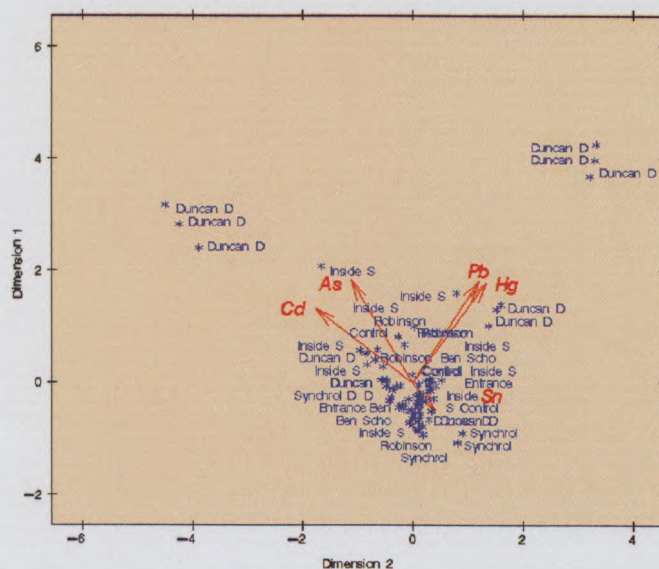 6
4
2
0
−2
−6
−4
−2
0
2
4
Dimension 1
Dimension 2
Duncan D
Duncan D
Duncan D
Duncan D
Duncan D
Duncan D
Inside S
As
Pb
Hg
Cd
Inside S
Inside S
Duncan D
Duncan D
Robinson
Control
Inside S
Inside S
Duncan D
Robinson
Ben Scho
Inside S
Control
Inside S
Duncan
Entrance
Synchrol D D
Inside
Sn
Entrance Ben
S Control
Ben Scho
Synchrol
Inside S
Robinson
Synchrol
Synchrol